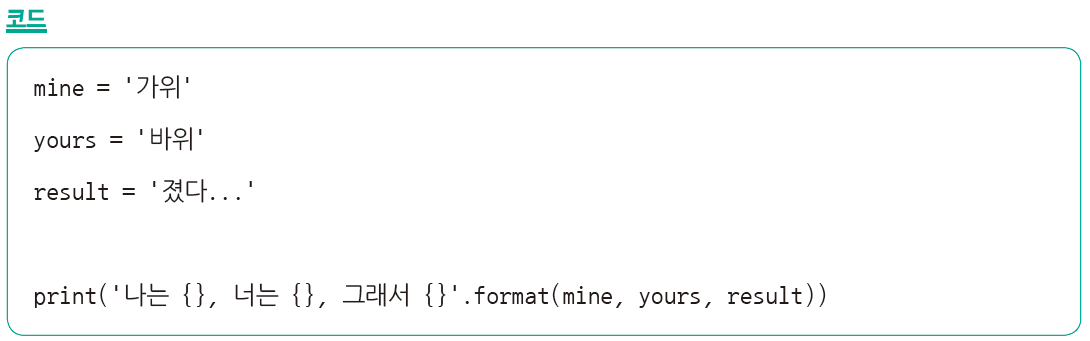 코드
mine = '가위'
yours = '바위'
result = '졌다...'
print('나는 {}, 너는 {}, 그래서 {}'.format(mine, yours, result))